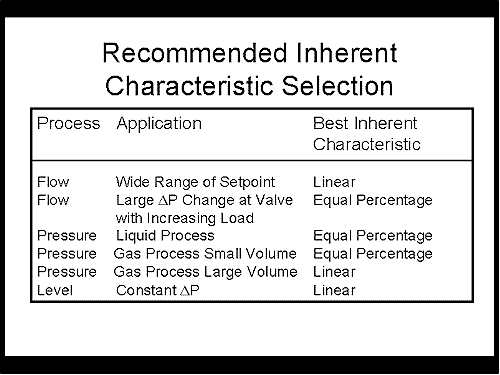 Recommended Inherent
Characteristic Selection
Process Application Best Inherent
Characteristic
Flow Wide Range of Setpoint Linear
Flow Large ∆P Change at Valve Equal Percentage
with Increasing Load
Pressure Liquid Process Equal Percentage
Pressure Gas Process Small Volume Equal Percentage
Pressure Gas Process Large Volume Linear
Level Constant ∆P Linear